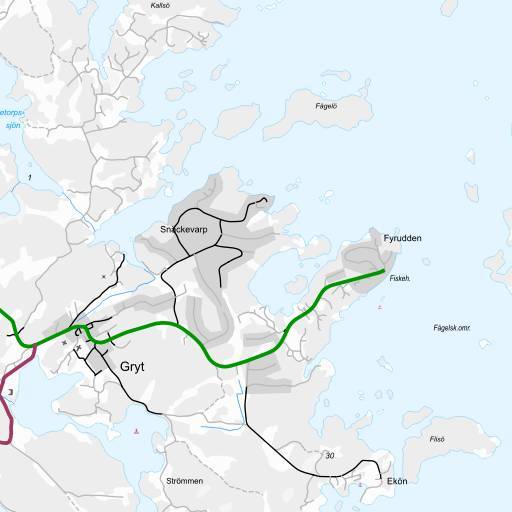 Kallsö
Fågelö
etorps-
sjön
1
Snäckevarp
Fyrudden
Fiskeh.
Fågelsk.omr.
Gryt
3
Flisö
30
Strömmen
Ekön